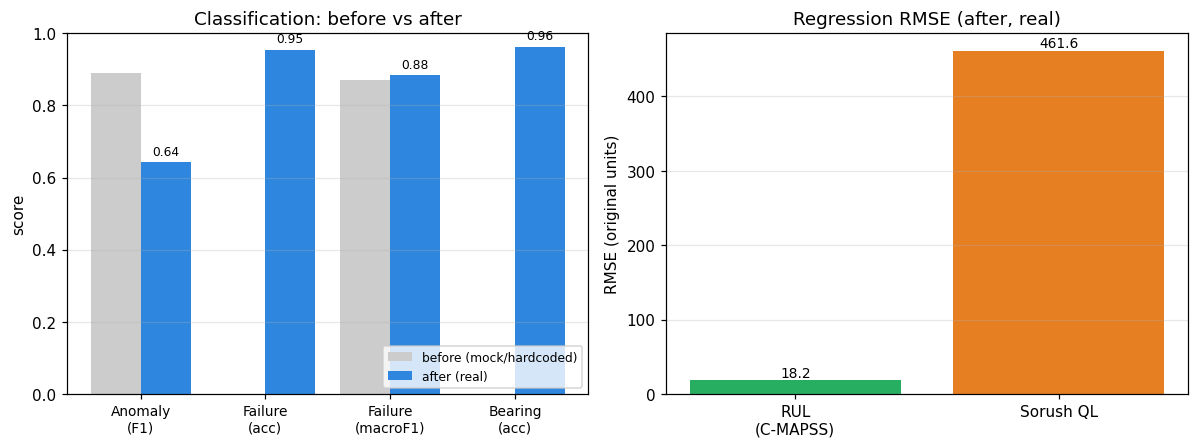 Classification: before vs after
score
1.0
0.8
0.6
0.4
0.2
0.0
0.64
0.95
0.88
0.96
before (mock/hardcoded)
after (real)
Anomaly
(F1)
Failure
(acc)
Failure
(macroF1)
Bearing
(acc)
Regression RMSE (after, real)
RMSE (original units)
400
300
200
100
0
18.2
461.6
RUL
(C-MAPSS)
Sorush QL